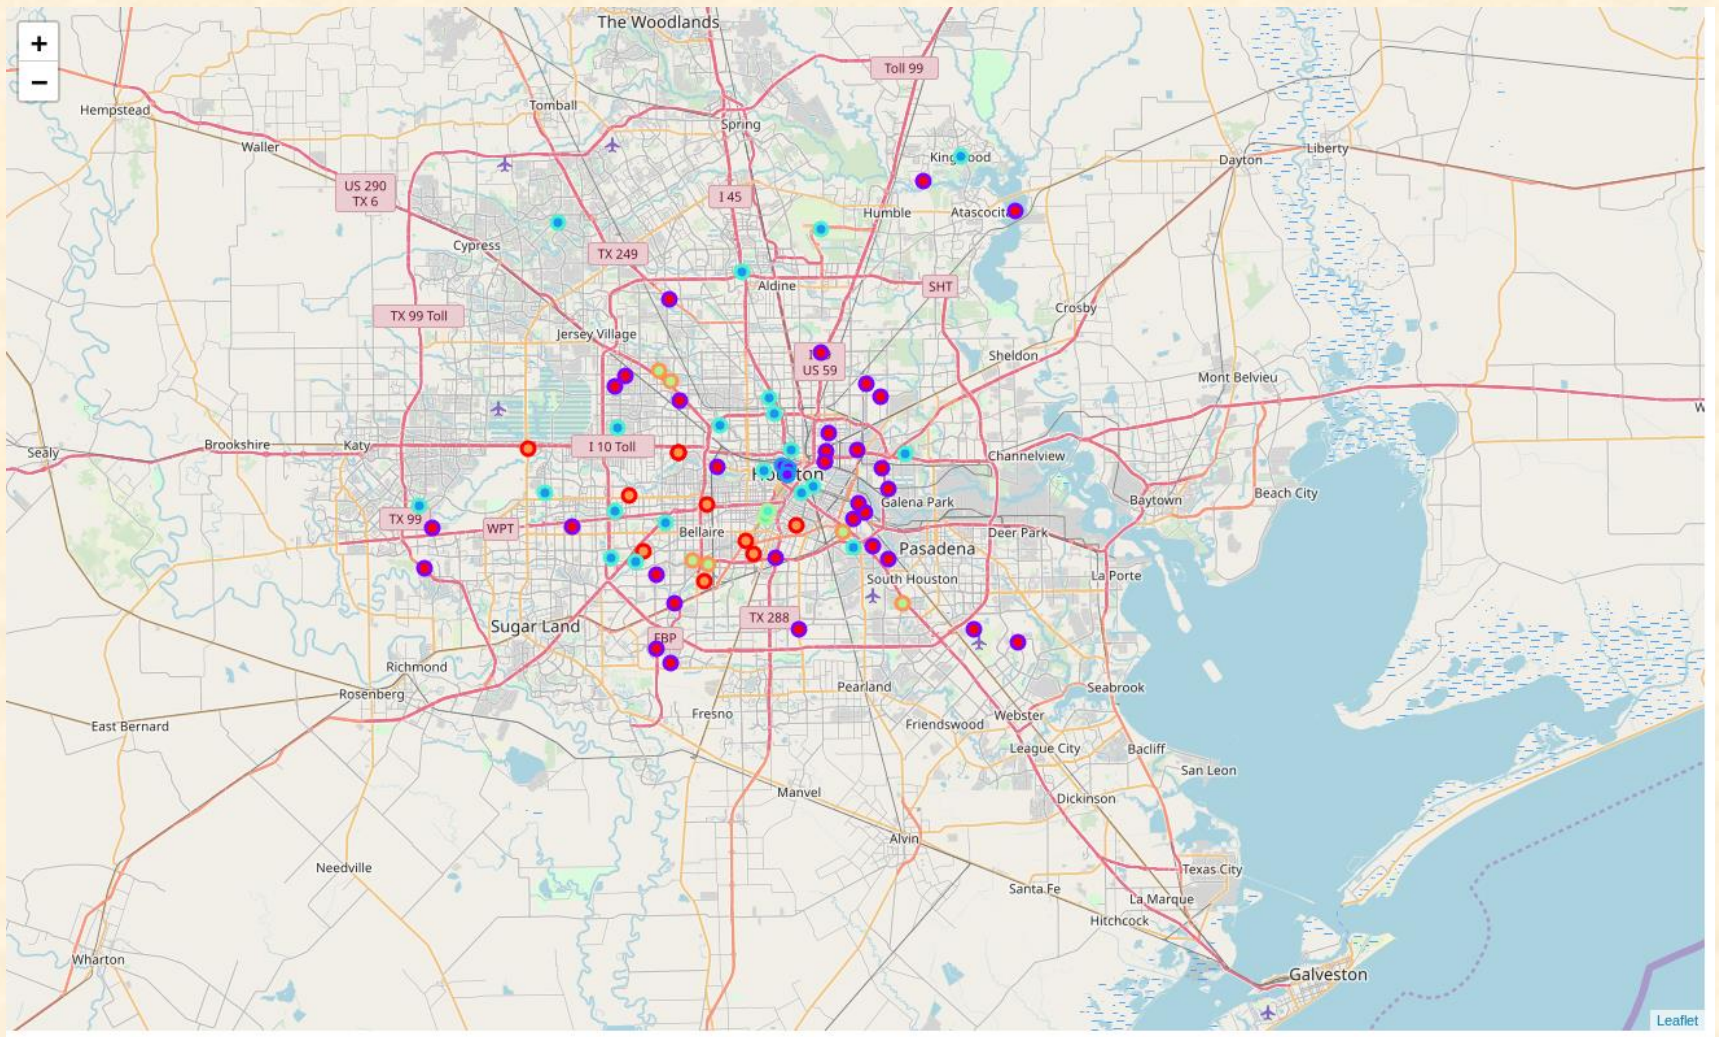 The Woodlands
+
−
Toll 99
Hempstead
Tomball
Spring
Waller
Kingwood
Dayton
Liberty
US 290
TX 6
I 45
Humble
Atascocita
Cypress
TX 249
Aldine
SHT
Crosby
TX 99 Toll
Jersey Village
Sheldon
US 59
Mont Belvieu
Sealy
Brookshire
Katy
I 10 Toll
Channelview
Houston
Galena Park
Baytown
Beach City
TX 99
WPT
Bellaire
Deer Park
Pasadena
South Houston
La Porte
Sugar Land
TX 288
FBP
Richmond
Rosenberg
Pearland
Seabrook
East Bernard
Fresno
Friendswood
Webster
League City
Bacliff
San Leon
Manvel
Dickinson
Alvin
Needville
Texas City
Santa Fe
La Marque
Hitchcock
Wharton
Galveston
Leaflet